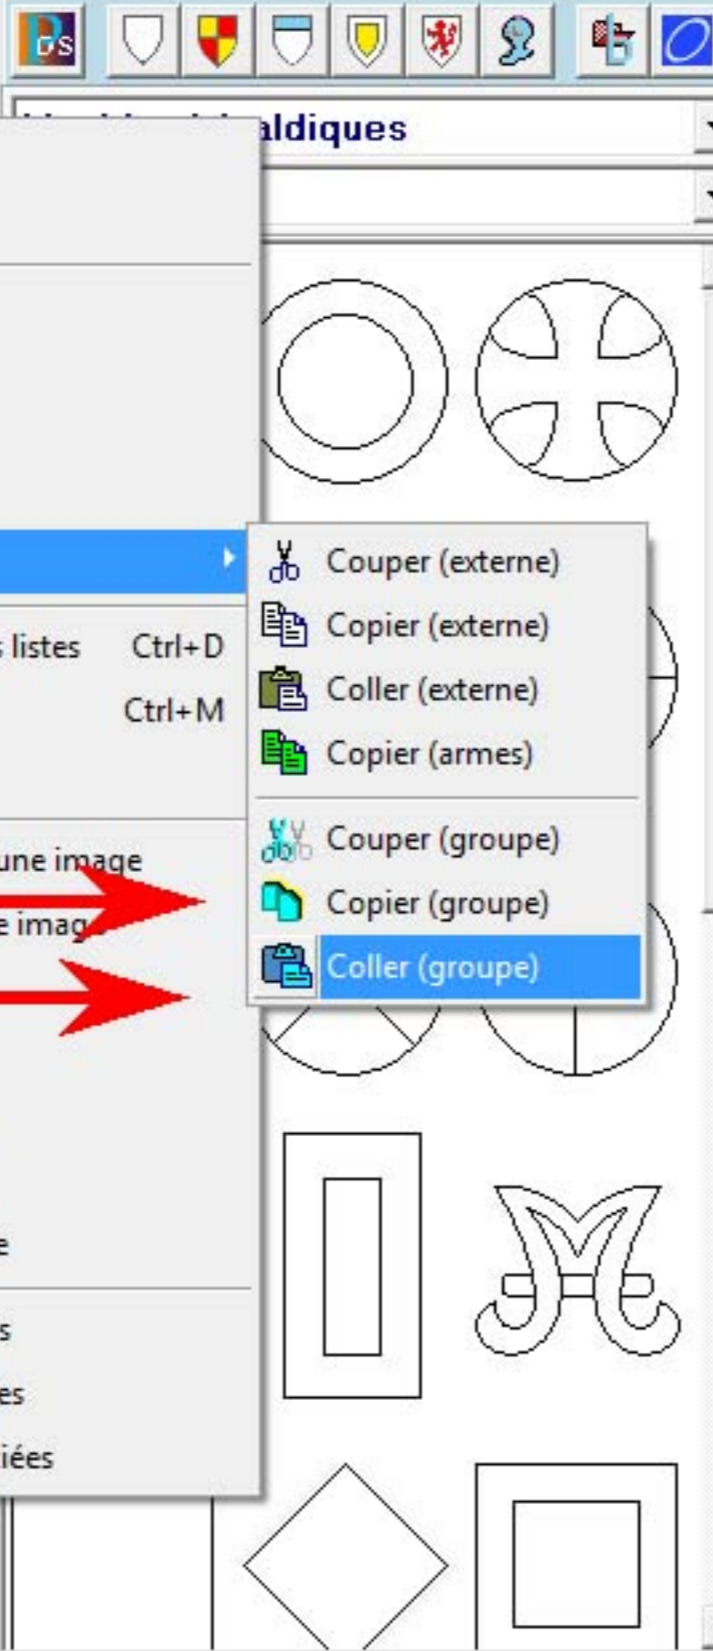 aldiques
Couper (externe)
Copier (externe)
listes Ctrl+D
Coller (externe)
Ctrl+M
Copier (armes)
Couper (groupe)
une image
Copier (groupe)
e image
Coller (groupe)
e
s
es
iées